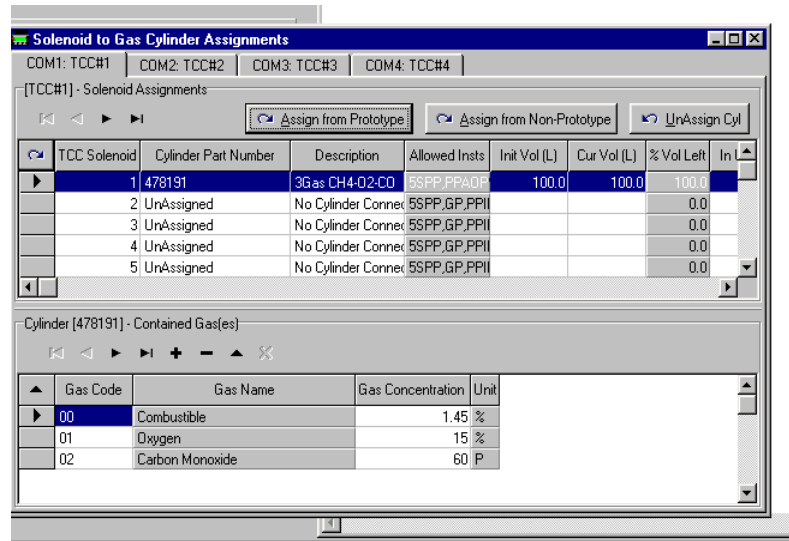 Solenoid to Gas Cylinder Assignments
COM1: TCC#1 COM2: TCC#2 COM3: TCC#3 COM4: TCC#4
[TCC#1] - Solenoid Assignments
Assign from Prototype Assign from Non-Prototype UnAssign Cyl
TCC Solenoid Cylinder Part Number Description Allowed Insts Init Vol (L) Cur Vol (L) % Vol Left In
1 478191 3Gas CH4-O2-CO 5SPP,PPAOP 100.0 100.0 100.0
2 UnAssigned No Cylinder Connec 5SPP,GP,PPII 0.0
3 UnAssigned No Cylinder Connec 5SPP,GP,PPII 0.0
4 UnAssigned No Cylinder Connec 5SPP,GP,PPII 0.0
5 UnAssigned No Cylinder Connec 5SPP,GP,PPII 0.0
Cylinder [478191] - Contained Gas(es)
Gas Code Gas Name Gas Concentration Unit
00 Combustible 1.45 %
01 Oxygen 15 %
02 Carbon Monoxide 60 P